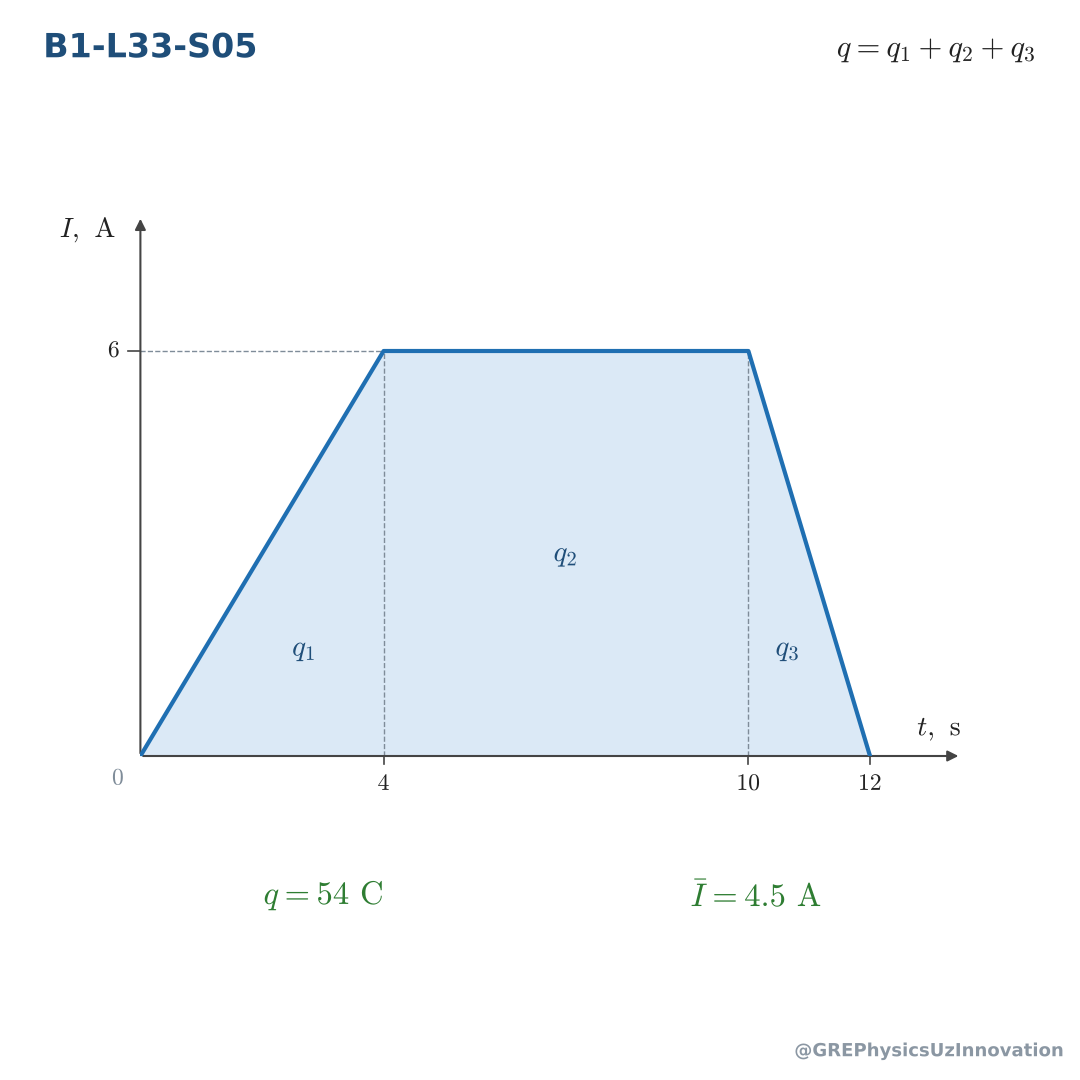 B1-L33-S05
q = q₁ + q₂ + q₃
I, A
6
q₂
q₁
q₃
t, s
0
4
10
12
q = 54 C
Ī = 4.5 A
@GREPhysicsUzInnovation